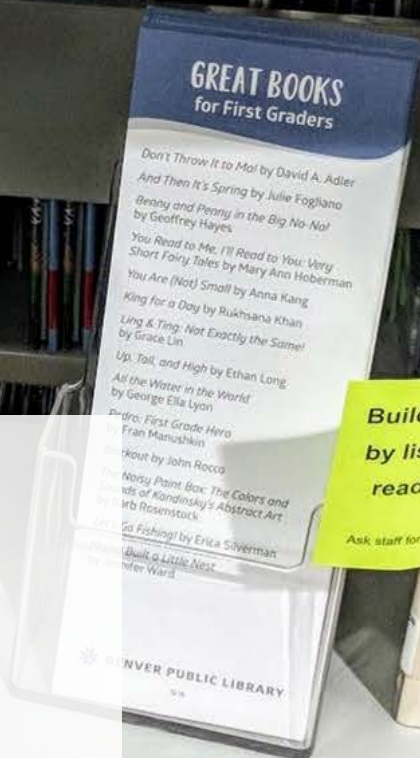 GREAT BOOKS
for First Graders
Don't Throw It to Mo! by David A. Adler
And Then It's Spring by Julie Fogliano
Benny and Penny in the Big No-No!
by Geoffrey Hayes
You Read to Me, I'll Read to You: Very
Short Fairy Tales by Mary Ann Hoberman
You Are (Not) Small by Anna Kang
King for a Day by Rukhsana Khan
Ling & Ting: Not Exactly the Same!
by Grace Lin
Up, Tall, and High by Ethan Long
All the Water in the World
by George Ella Lyon
Pedro: First Grade Hero
by Fran Manushkin
Blackout by John Rocco
The Noisy Paint Box: The Colors and
Sounds of Kandinsky's Abstract Art
by Barb Rosenstock
Let's Go Fishing! by Erica Silverman
Built a Little Nest
by Jennifer Ward
DENVER PUBLIC LIBRARY
Buil
by lis
read
Ask staff for